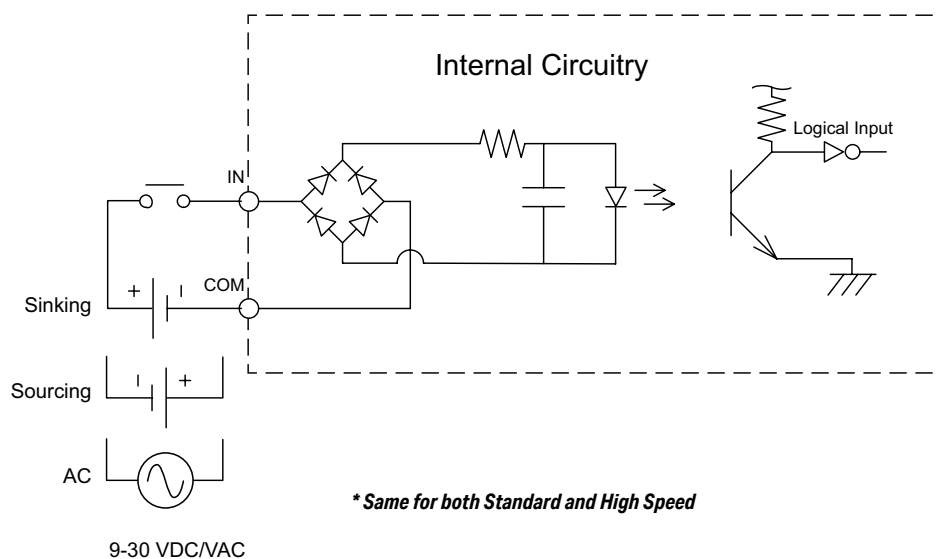 Internal Circuitry
Logical Input
IN
COM
+ –
Sinking
– +
Sourcing
AC
* Same for both Standard and High Speed
9-30 VDC/VAC